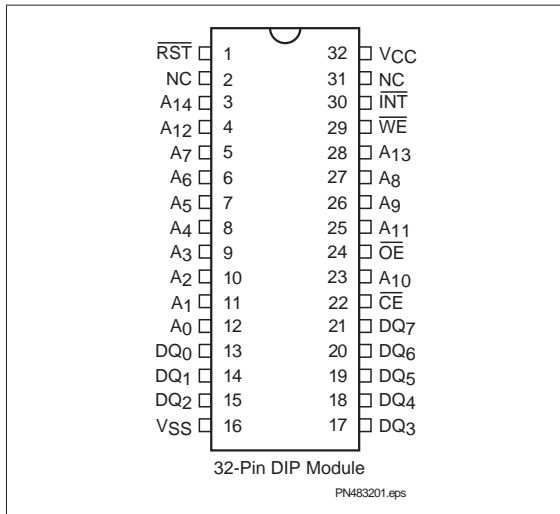 RST 1 32 VCC
NC 2 31 NC
A14 3 30 INT
A12 4 29 WE
A7 5 28 A13
A6 6 27 A8
A5 7 26 A9
A4 8 25 A11
A3 9 24 OE
A2 10 23 A10
A1 11 22 CE
A0 12 21 DQ7
DQ0 13 20 DQ6
DQ1 14 19 DQ5
DQ2 15 18 DQ4
VSS 16 17 DQ3
32-Pin DIP Module
PN483201.eps